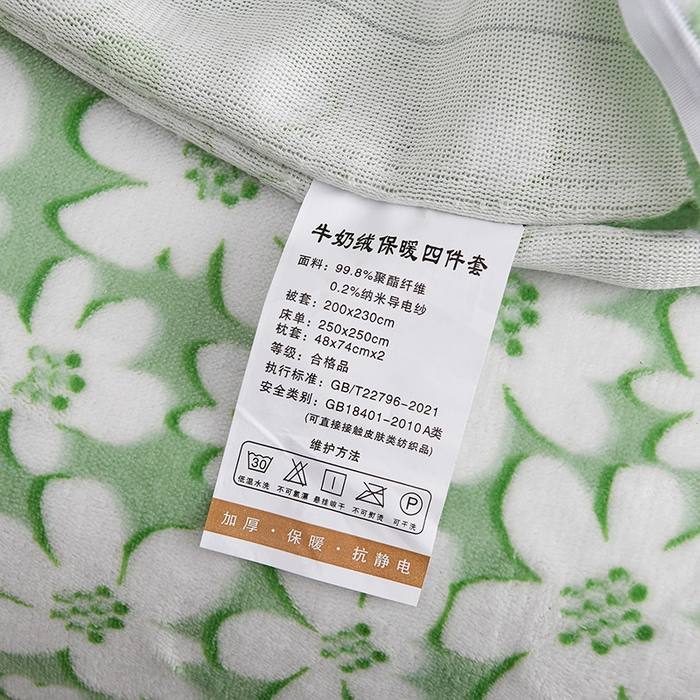 牛奶绒保暖四件套
面料：99.8%聚酯纤维
0.2%纳米导电纱
被套：200x230cm
床单：250x250cm
枕套：48x74cmx2
等级：合格品
执行标准：GB/T22796-2021
安全类别：GB18401-2010A类
(可直接接触皮肤类纺织品)
维护方法
30 P
低温水洗 不可氯漂 悬挂晾干 不可熨烫 可干洗
加厚·保暖·抗静电